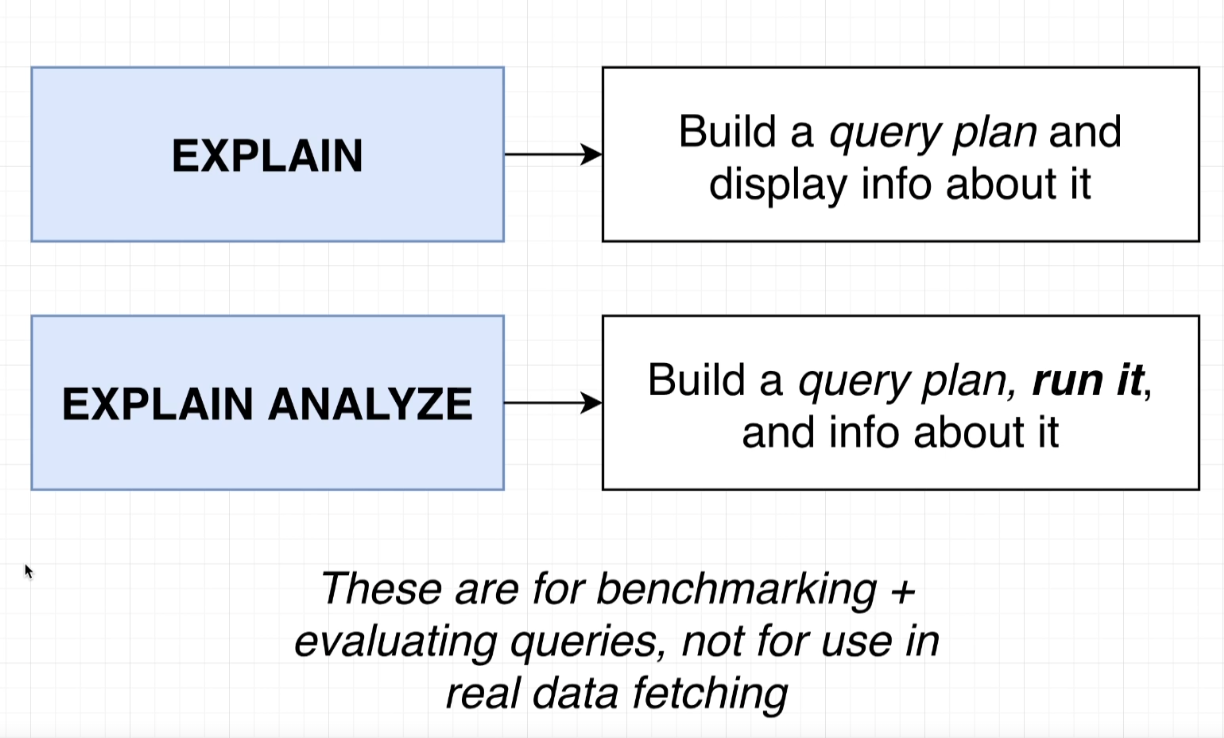 EXPLAIN
Build a query plan and
display info about it
EXPLAIN ANALYZE
Build a query plan, run it,
and info about it
These are for benchmarking +
evaluating queries, not for use in
real data fetching